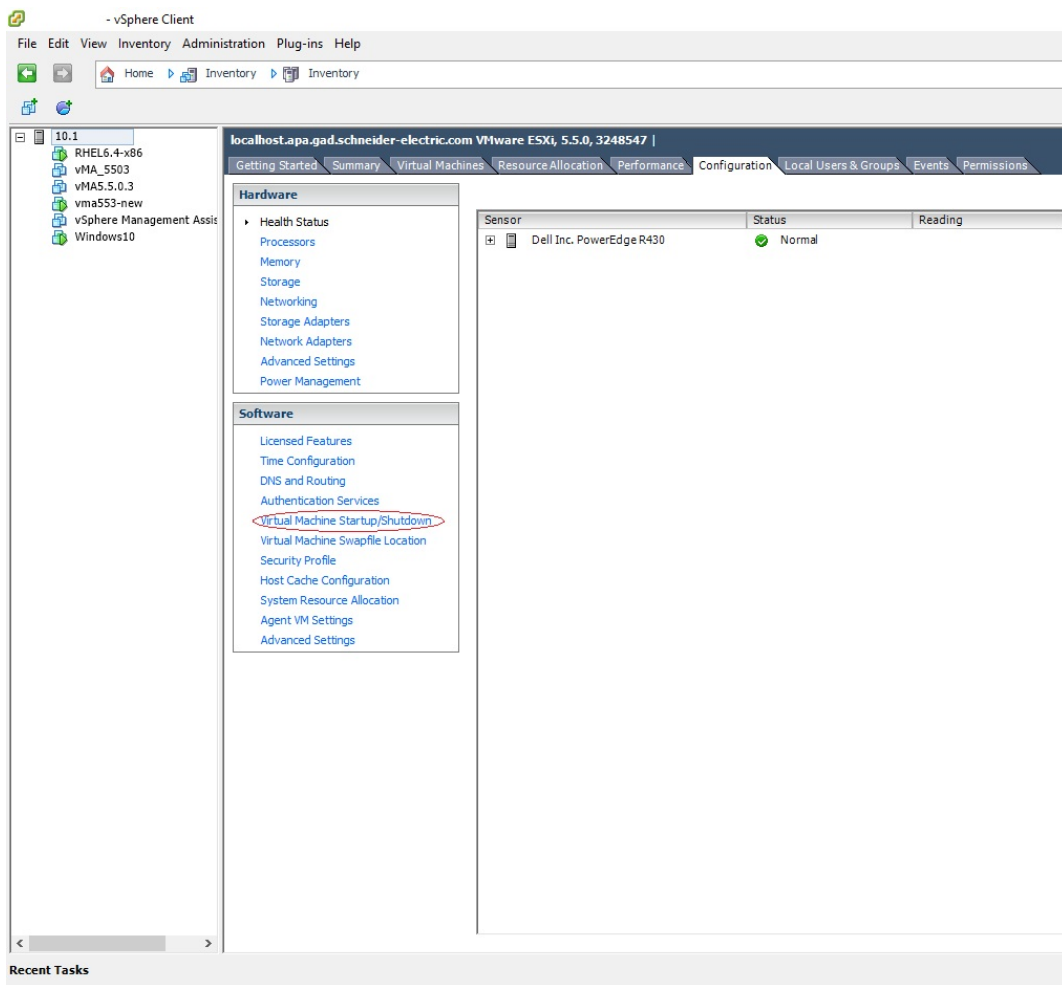 - vSphere Client
File Edit View Inventory Administration Plug-ins Help
Home Inventory Inventory
10.1
RHEL6.4-x86
vMA_5503
vMA5.5.0.3
vma553-new
vSphere Management Assis
Windows10
localhost.apa.gad.schneider-electric.com VMware ESXi, 5.5.0, 3248547 |
Getting Started Summary Virtual Machines Resource Allocation Performance Configuration Local Users & Groups Events Permissions
Hardware
Health Status
Processors
Memory
Storage
Networking
Storage Adapters
Network Adapters
Advanced Settings
Power Management
Software
Licensed Features
Time Configuration
DNS and Routing
Authentication Services
Virtual Machine Startup/Shutdown
Virtual Machine Swapfile Location
Security Profile
Host Cache Configuration
System Resource Allocation
Agent VM Settings
Advanced Settings
Sensor Status Reading
Dell Inc. PowerEdge R430 Normal
Recent Tasks